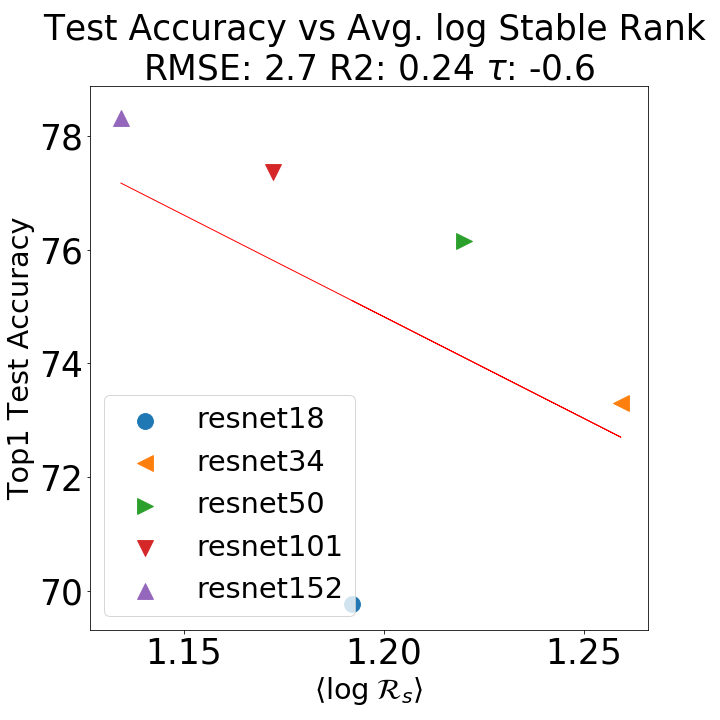 Test Accuracy vs Avg. log Stable Rank
RMSE: 2.7 R2: 0.24 τ: -0.6
78
76
74
72
70
Top1 Test Accuracy
resnet18
resnet34
resnet50
resnet101
resnet152
1.15 1.20 1.25
⟨log ℛₛ⟩